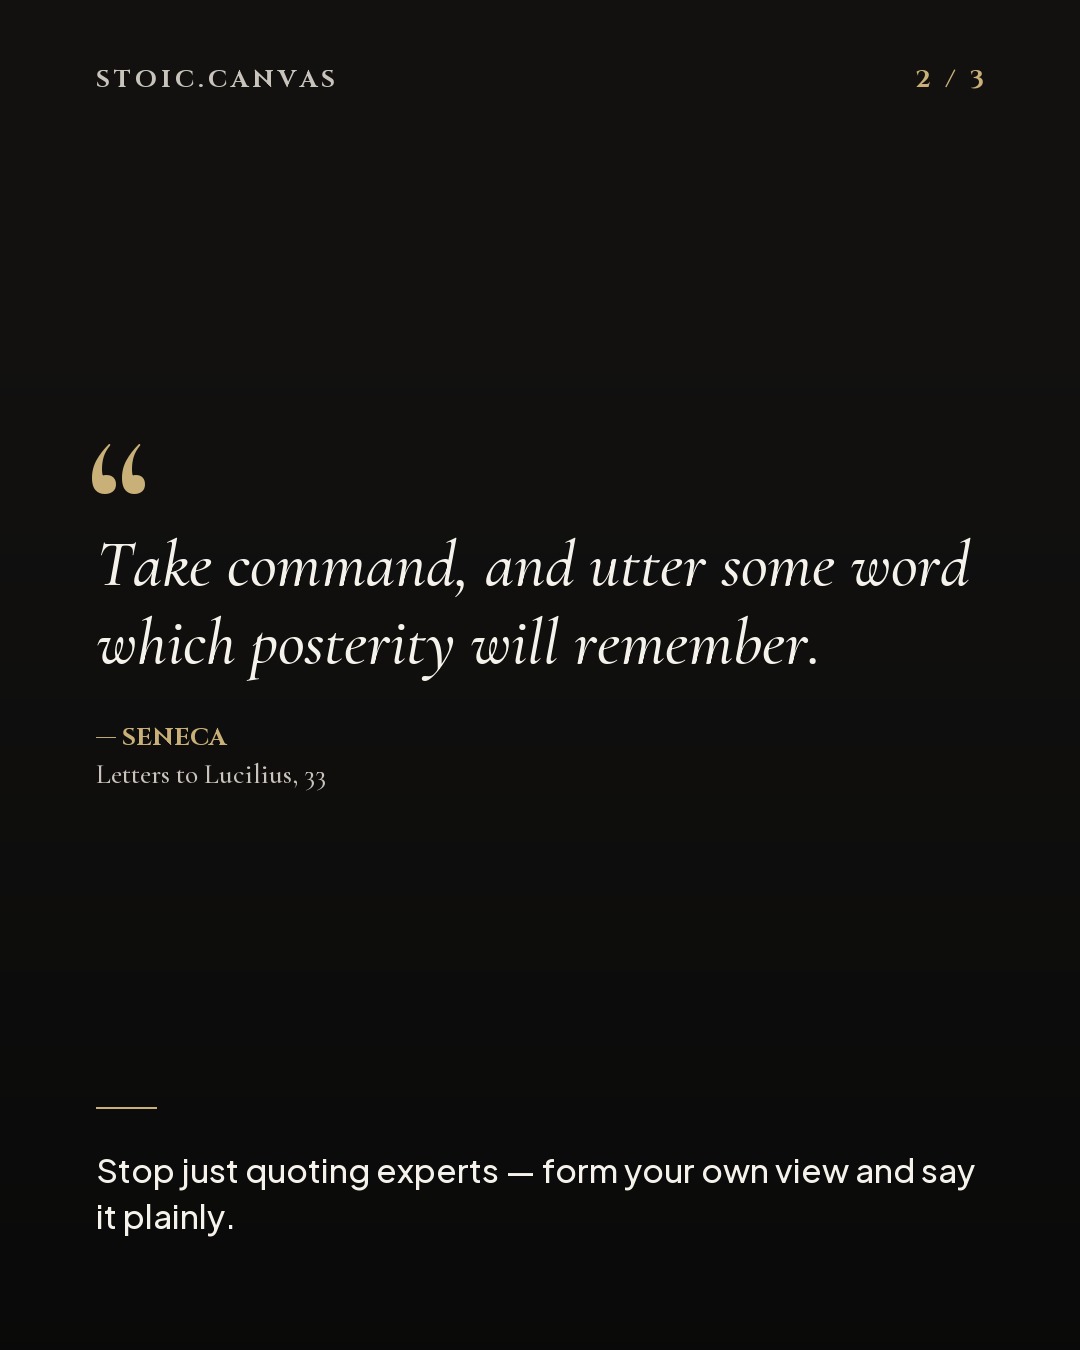 STOIC.CANVAS
2 / 3
“
Take command, and utter some word
which posterity will remember.
— SENECA
Letters to Lucilius, 33
Stop just quoting experts — form your own view and say
it plainly.